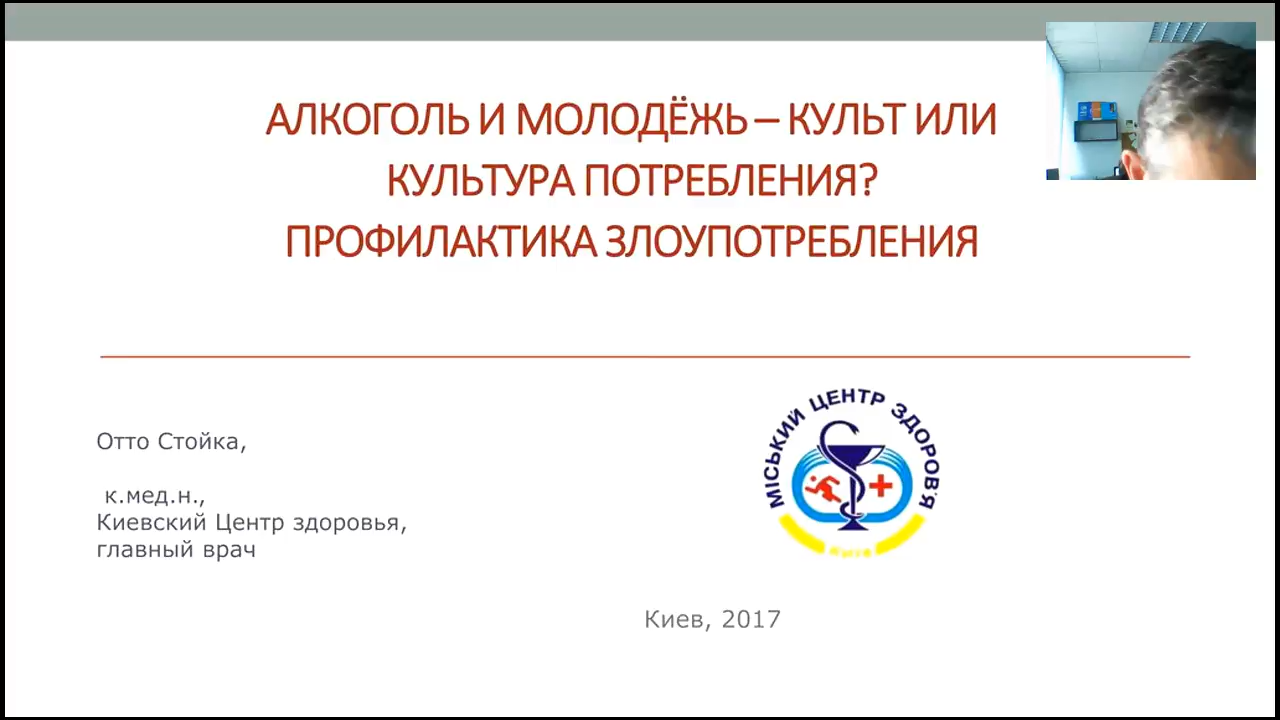 АЛКОГОЛЬ И МОЛОДЁЖЬ – КУЛЬТ ИЛИ
КУЛЬТУРА ПОТРЕБЛЕНИЯ?
ПРОФИЛАКТИКА ЗЛОУПОТРЕБЛЕНИЯ
Отто Стойка,
к.мед.н.,
Киевский Центр здоровья,
главный врач
МІСЬКИЙ ЦЕНТР ЗДОРОВ'Я
Киев, 2017